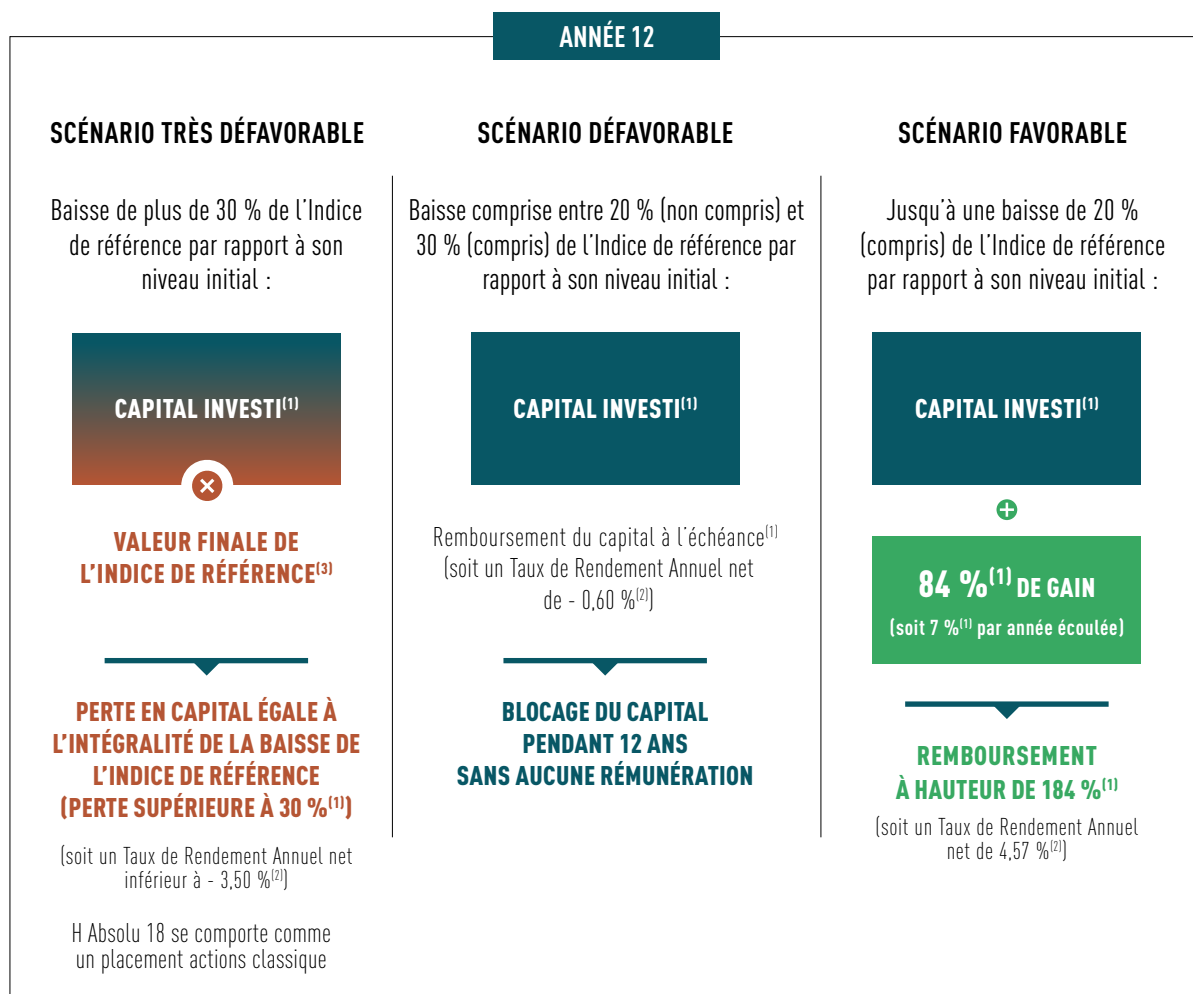 ANNÉE 12
SCÉNARIO TRÈS DÉFAVORABLE
Baisse de plus de 30 % de l'Indice
de référence par rapport à son
niveau initial :
CAPITAL INVESTI(1)
VALEUR FINALE DE
L'INDICE DE RÉFÉRENCE(3)
PERTE EN CAPITAL ÉGALE À
L'INTÉGRALITÉ DE LA BAISSE DE
L'INDICE DE RÉFÉRENCE
(PERTE SUPÉRIEURE À 30 %(1))
(soit un Taux de Rendement Annuel net
inférieur à - 3,50 %(2))
H Absolu 18 se comporte comme
un placement actions classique
SCÉNARIO DÉFAVORABLE
Baisse comprise entre 20 % (non compris) et
30 % (compris) de l'Indice de référence par
rapport à son niveau initial :
CAPITAL INVESTI(1)
Remboursement du capital à l'échéance(1)
(soit un Taux de Rendement Annuel net
de - 0,60 %(2))
BLOCAGE DU CAPITAL
PENDANT 12 ANS
SANS AUCUNE RÉMUNÉRATION
SCÉNARIO FAVORABLE
Jusqu'à une baisse de 20 %
(compris) de l'Indice de référence
par rapport à son niveau initial :
CAPITAL INVESTI(1)
84 %(1) DE GAIN
(soit 7 %(1) par année écoulée)
REMBOURSEMENT
À HAUTEUR DE 184 %(1)
(soit un Taux de Rendement Annuel
net de 4,57 %(2))